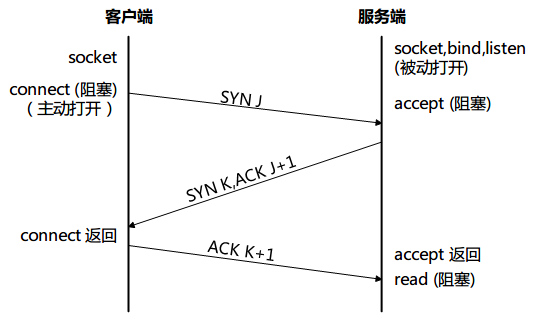 客户端
服务端
socket
socket,bind,listen
(被动打开)
connect (阻塞)
（主动打开）
SYN J
accept (阻塞)
SYN K,ACK J+1
connect 返回
ACK K+1
accept 返回
read (阻塞)